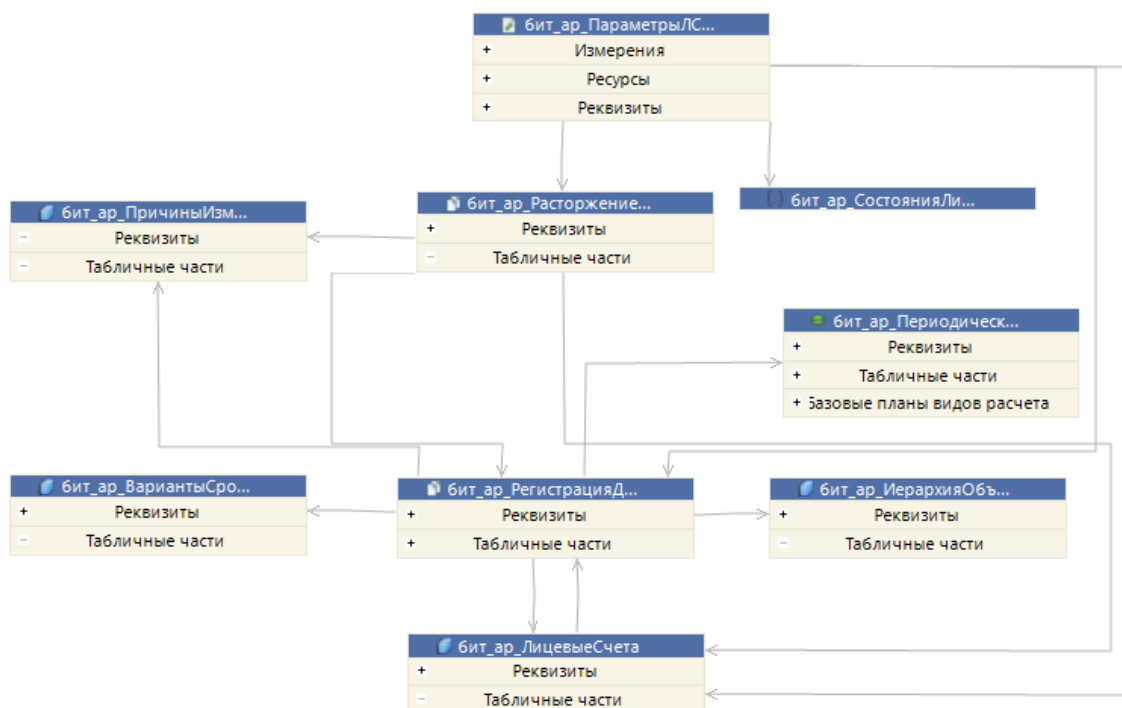 бит_ар_ПараметрыЛС...
Измерения
Ресурсы
Реквизиты
бит_ар_ПричиныИзм...
Реквизиты
Табличные части
бит_ар_Расторжение...
Реквизиты
Табличные части
бит_ар_СостоянияЛи...
бит_ар_Периодическ...
Реквизиты
Табличные части
Базовые планы видов расчета
бит_ар_ВариантыСро...
Реквизиты
Табличные части
бит_ар_РегистрацияД...
Реквизиты
Табличные части
бит_ар_ИерархияОбъ...
Реквизиты
Табличные части
бит_ар_ЛицевыеСчета
Реквизиты
Табличные части